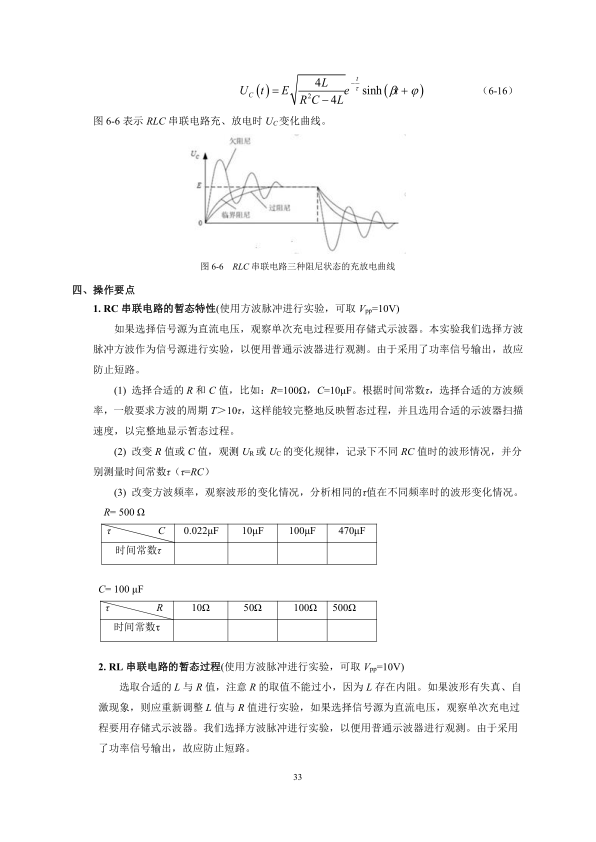 U_C(t) = E√(4L/(R²C − 4L)) e^(−t/τ) sinh(βt + φ) （6-16）
图 6-6 表示 RLC 串联电路充、放电时 UC变化曲线。
欠阻尼
UC
E
过阻尼
临界阻尼
0
图 6-6 RLC 串联电路三种阻尼状态的充放电曲线
四、操作要点
1. RC 串联电路的暂态特性(使用方波脉冲进行实验，可取 Vpp=10V)
如果选择信号源为直流电压，观察单次充电过程要用存储式示波器。本实验我们选择方波
脉冲方波作为信号源进行实验，以便用普通示波器进行观测。由于采用了功率信号输出，故应
防止短路。
(1) 选择合适的 R 和 C 值，比如：R=100Ω，C=10μF。根据时间常数τ，选择合适的方波频
率，一般要求方波的周期 T＞10τ，这样能较完整地反映暂态过程，并且选用合适的示波器扫描
速度，以完整地显示暂态过程。
(2) 改变 R 值或 C 值，观测 UR 或 UC 的变化规律，记录下不同 RC 值时的波形情况，并分
别测量时间常数τ（τ=RC）
(3) 改变方波频率，观察波形的变化情况，分析相同的τ值在不同频率时的波形变化情况。
R= 500 Ω
τ C 0.022μF 10μF 100μF 470μF
时间常数τ
C= 100 μF
τ R 10Ω 50Ω 100Ω 500Ω
时间常数τ
2. RL 串联电路的暂态过程(使用方波脉冲进行实验，可取 Vpp=10V)
选取合适的 L 与 R 值，注意 R 的取值不能过小，因为 L 存在内阻。如果波形有失真、自
激现象，则应重新调整 L 值与 R 值进行实验，如果选择信号源为直流电压，观察单次充电过
程要用存储式示波器。我们选择方波脉冲进行实验，以便用普通示波器进行观测。由于采用
了功率信号输出，故应防止短路。
33